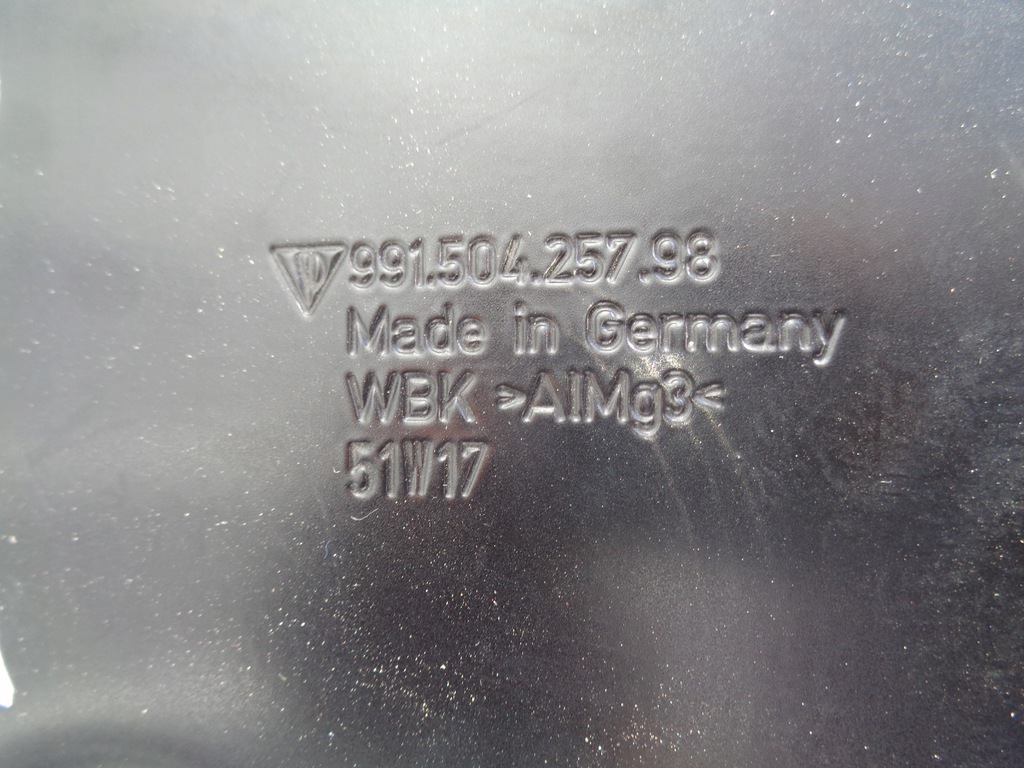 991.504.257.98
Made in Germany
WBK >AlMg3<
51W17